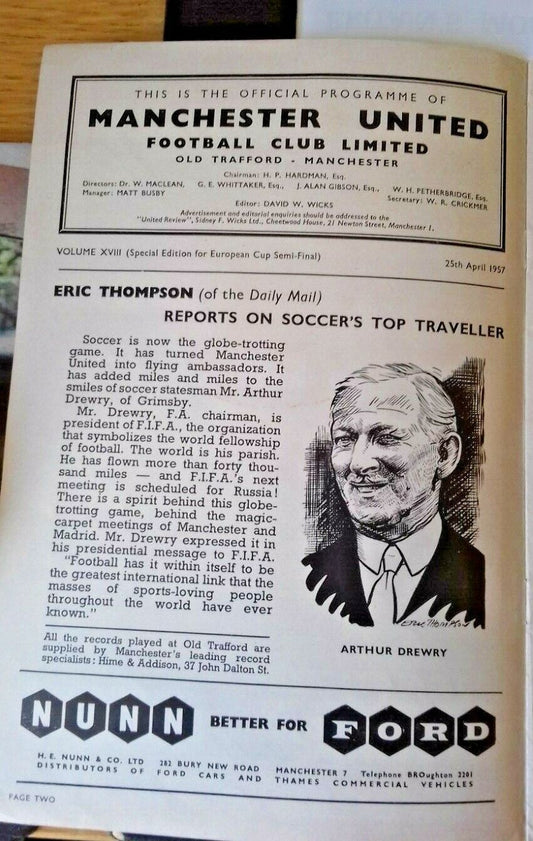 THIS IS THE OFFICIAL PROGRAMME OF
MANCHESTER UNITED
FOOTBALL CLUB LIMITED
OLD TRAFFORD - MANCHESTER
Chairman: H. P. HARDMAN, Esq.
Directors: Dr. W. MACLEAN, G. E. WHITTAKER, Esq., J. ALAN GIBSON, Esq., W. H. PETHERBRIDGE, Esq.
Manager: MATT BUSBY Secretary: W. R. CRICKMER
Editor: DAVID W. WICKS
Advertisement and editorial enquiries should be addressed to the
"United Review", Sidney F. Wicks Ltd., Cheetwood House, 21 Newton Street, Manchester 1.
VOLUME XVIII (Special Edition for European Cup Semi-Final) 25th April 1957
ERIC THOMPSON (of the Daily Mail)
REPORTS ON SOCCER'S TOP TRAVELLER
Soccer is now the globe-trotting
game. It has turned Manchester
United into flying ambassadors. It
has added miles and miles to the
smiles of soccer statesman Mr. Arthur
Drewry, of Grimsby.
Mr. Drewry, F.A. chairman, is
president of F.I.F.A., the organization
that symbolizes the world fellowship
of football. The world is his parish.
He has flown more than forty thou-
sand miles — and F.I.F.A.'s next
meeting is scheduled for Russia!
There is a spirit behind this globe-
trotting game, behind the magic-
carpet meetings of Manchester and
Madrid. Mr. Drewry expressed it in
his presidential message to F.I.F.A.
"Football has it within itself to be
the greatest international link that the
masses of sports-loving people
throughout the world have ever
known."
Eric Thompson
ARTHUR DREWRY
All the records played at Old Trafford are
supplied by Manchester's leading record
specialists: Hime & Addison, 37 John Dalton St.
NUNN BETTER FOR FORD
H. E. NUNN & CO. LTD 282 BURY NEW ROAD MANCHESTER 7 Telephone BROughton 2201
DISTRIBUTORS OF FORD CARS AND THAMES COMMERCIAL VEHICLES
PAGE TWO